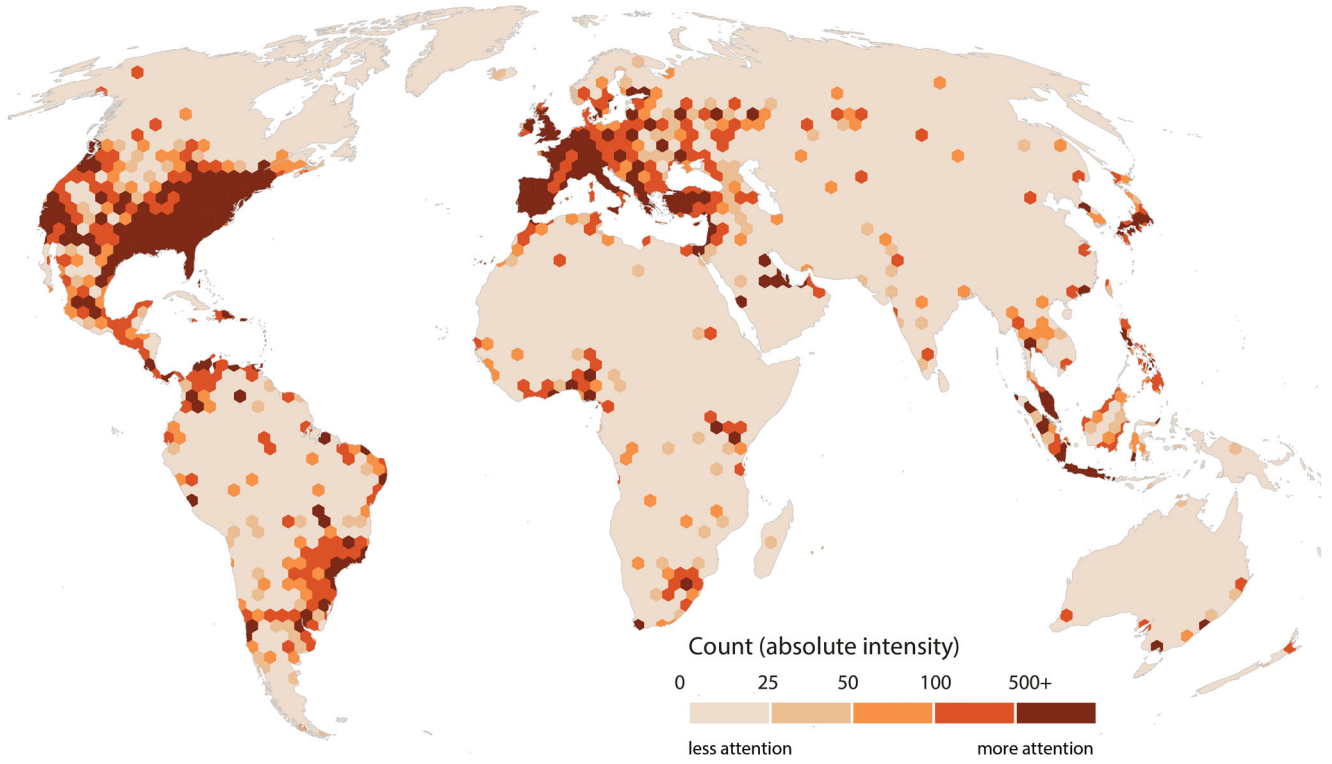 Count (absolute intensity)
0 25 50 100 500+
less attention more attention